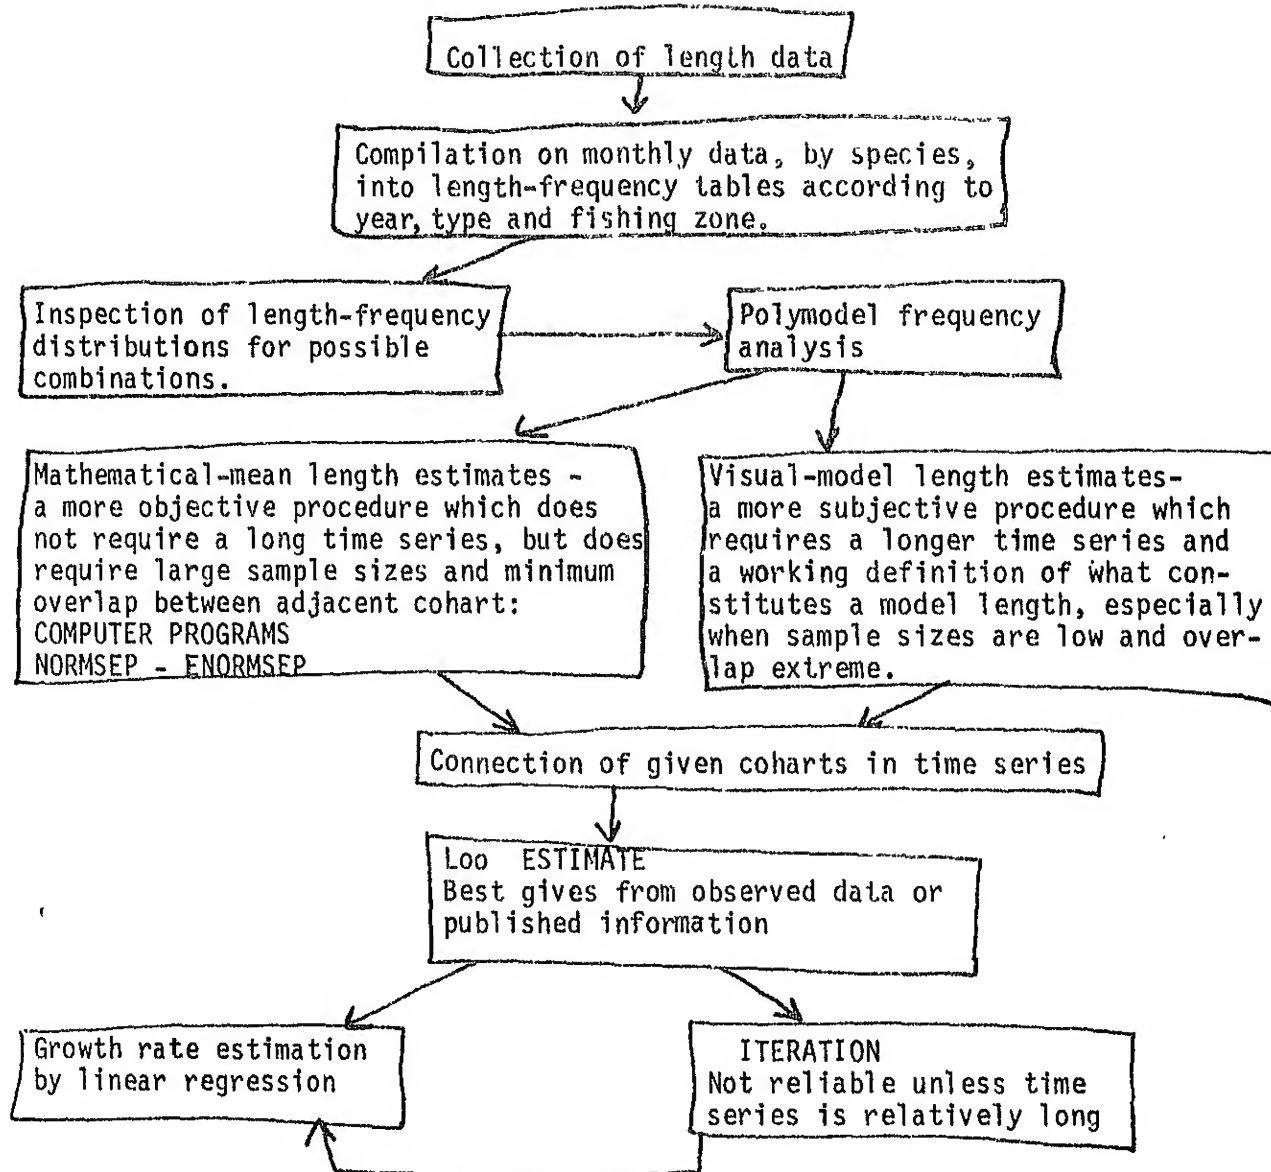 Collection of length data
Compilation on monthly data, by species,
into length-frequency tables according to
year, type and fishing zone.
Inspection of length-frequency
distributions for possible
combinations.
Polymodel frequency
analysis
Mathematical-mean length estimates -
a more objective procedure which does
not require a long time series, but does
require large sample sizes and minimum
overlap between adjacent cohart:
COMPUTER PROGRAMS
NORMSEP - ENORMSEP
Visual-model length estimates-
a more subjective procedure which
requires a longer time series and
a working definition of what con-
stitutes a model length, especially
when sample sizes are low and over-
lap extreme.
Connection of given coharts in time series
Loo ESTIMATE
Best gives from observed data or
published information
Growth rate estimation
by linear regression
ITERATION
Not reliable unless time
series is relatively long